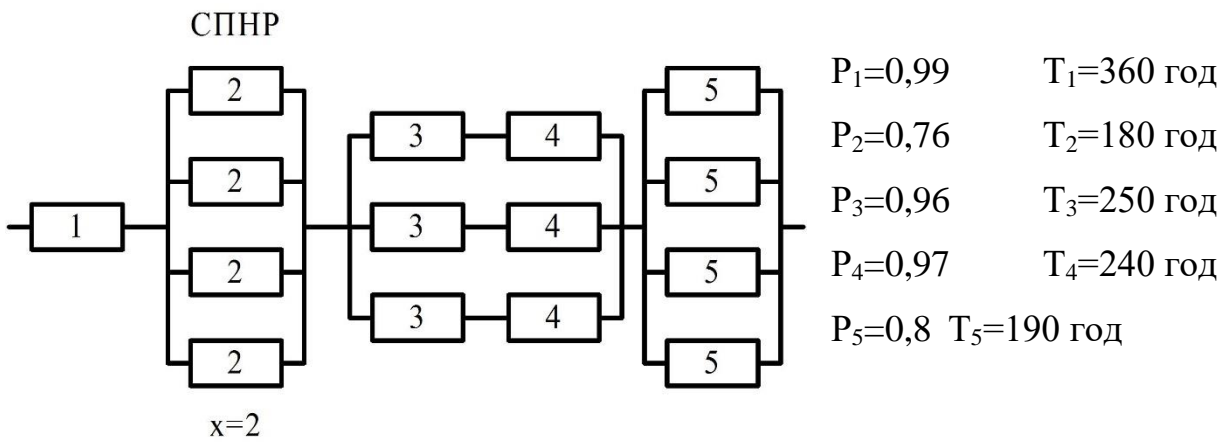 СПНР
2
2
2
2
x=2
1
3 4
3 4
3 4
5
5
5
5
P₁=0,99 T₁=360 год
P₂=0,76 T₂=180 год
P₃=0,96 T₃=250 год
P₄=0,97 T₄=240 год
P₅=0,8 T₅=190 год